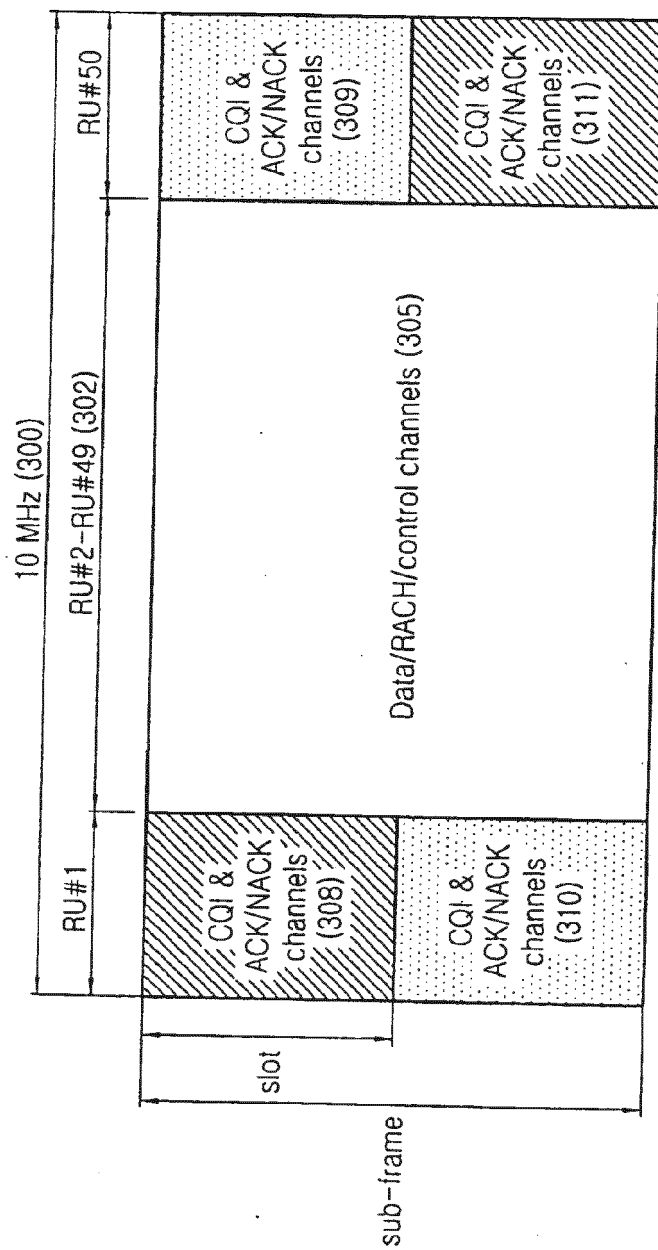 10 MHz (300)
RU#1
RU#2-RU#49 (302)
RU#50
slot
sub-frame
CQI &
ACK/NACK
channels
(308)
CQI &
ACK/NACK
channels
(309)
Data/RACH/control channels (305)
CQI &
ACK/NACK
channels
(310)
CQI &
ACK/NACK
channels
(311)